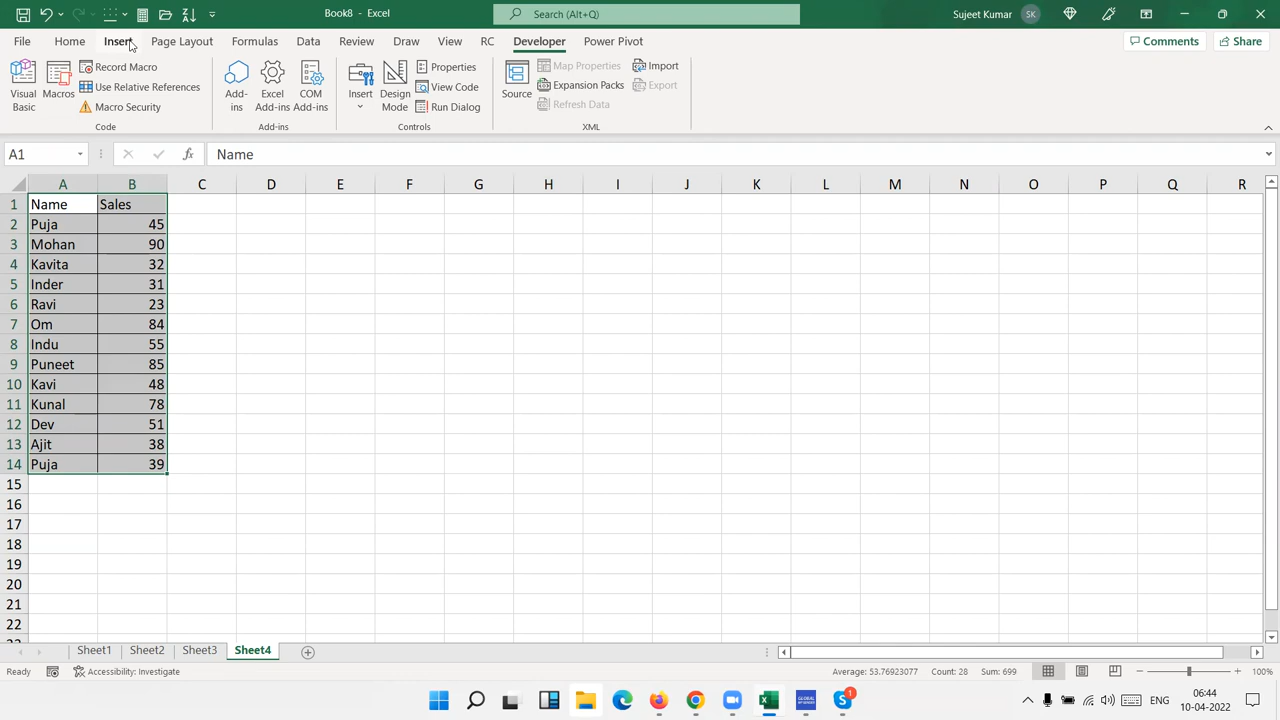 Book8 - Excel
Search (Alt+Q)
Sujeet Kumar
SK
File Home Insert Page Layout Formulas Data Review View Draw RC Developer Power Pivot
Comments Share
Visual Basic
Macros
Record Macro
Use Relative References
Macro Security
Code
Add-ins
Excel Add-ins
COM Add-ins
Add-ins
Insert
Design Mode
Properties
View Code
Run Dialog
Controls
Source
Map Properties
Expansion Packs
Refresh Data
Import
Export
XML
A1 fx Name
A B C D E F G H I J K L M N O P Q R
1 Name Sales
2 Puja 45
3 Mohan 90
4 Kavita 32
5 Inder 31
6 Ravi 23
7 Om 84
8 Indu 55
9 Puneet 85
10 Kavi 48
11 Kunal 78
12 Dev 51
13 Ajit 38
14 Puja 39
15
16
17
18
19
20
21
22
Sheet1 Sheet2 Sheet3 Sheet4
Ready Accessibility: Investigate Average: 53.76923077 Count: 28 Sum: 699 100%
1
ENG
06:44
10-04-2022